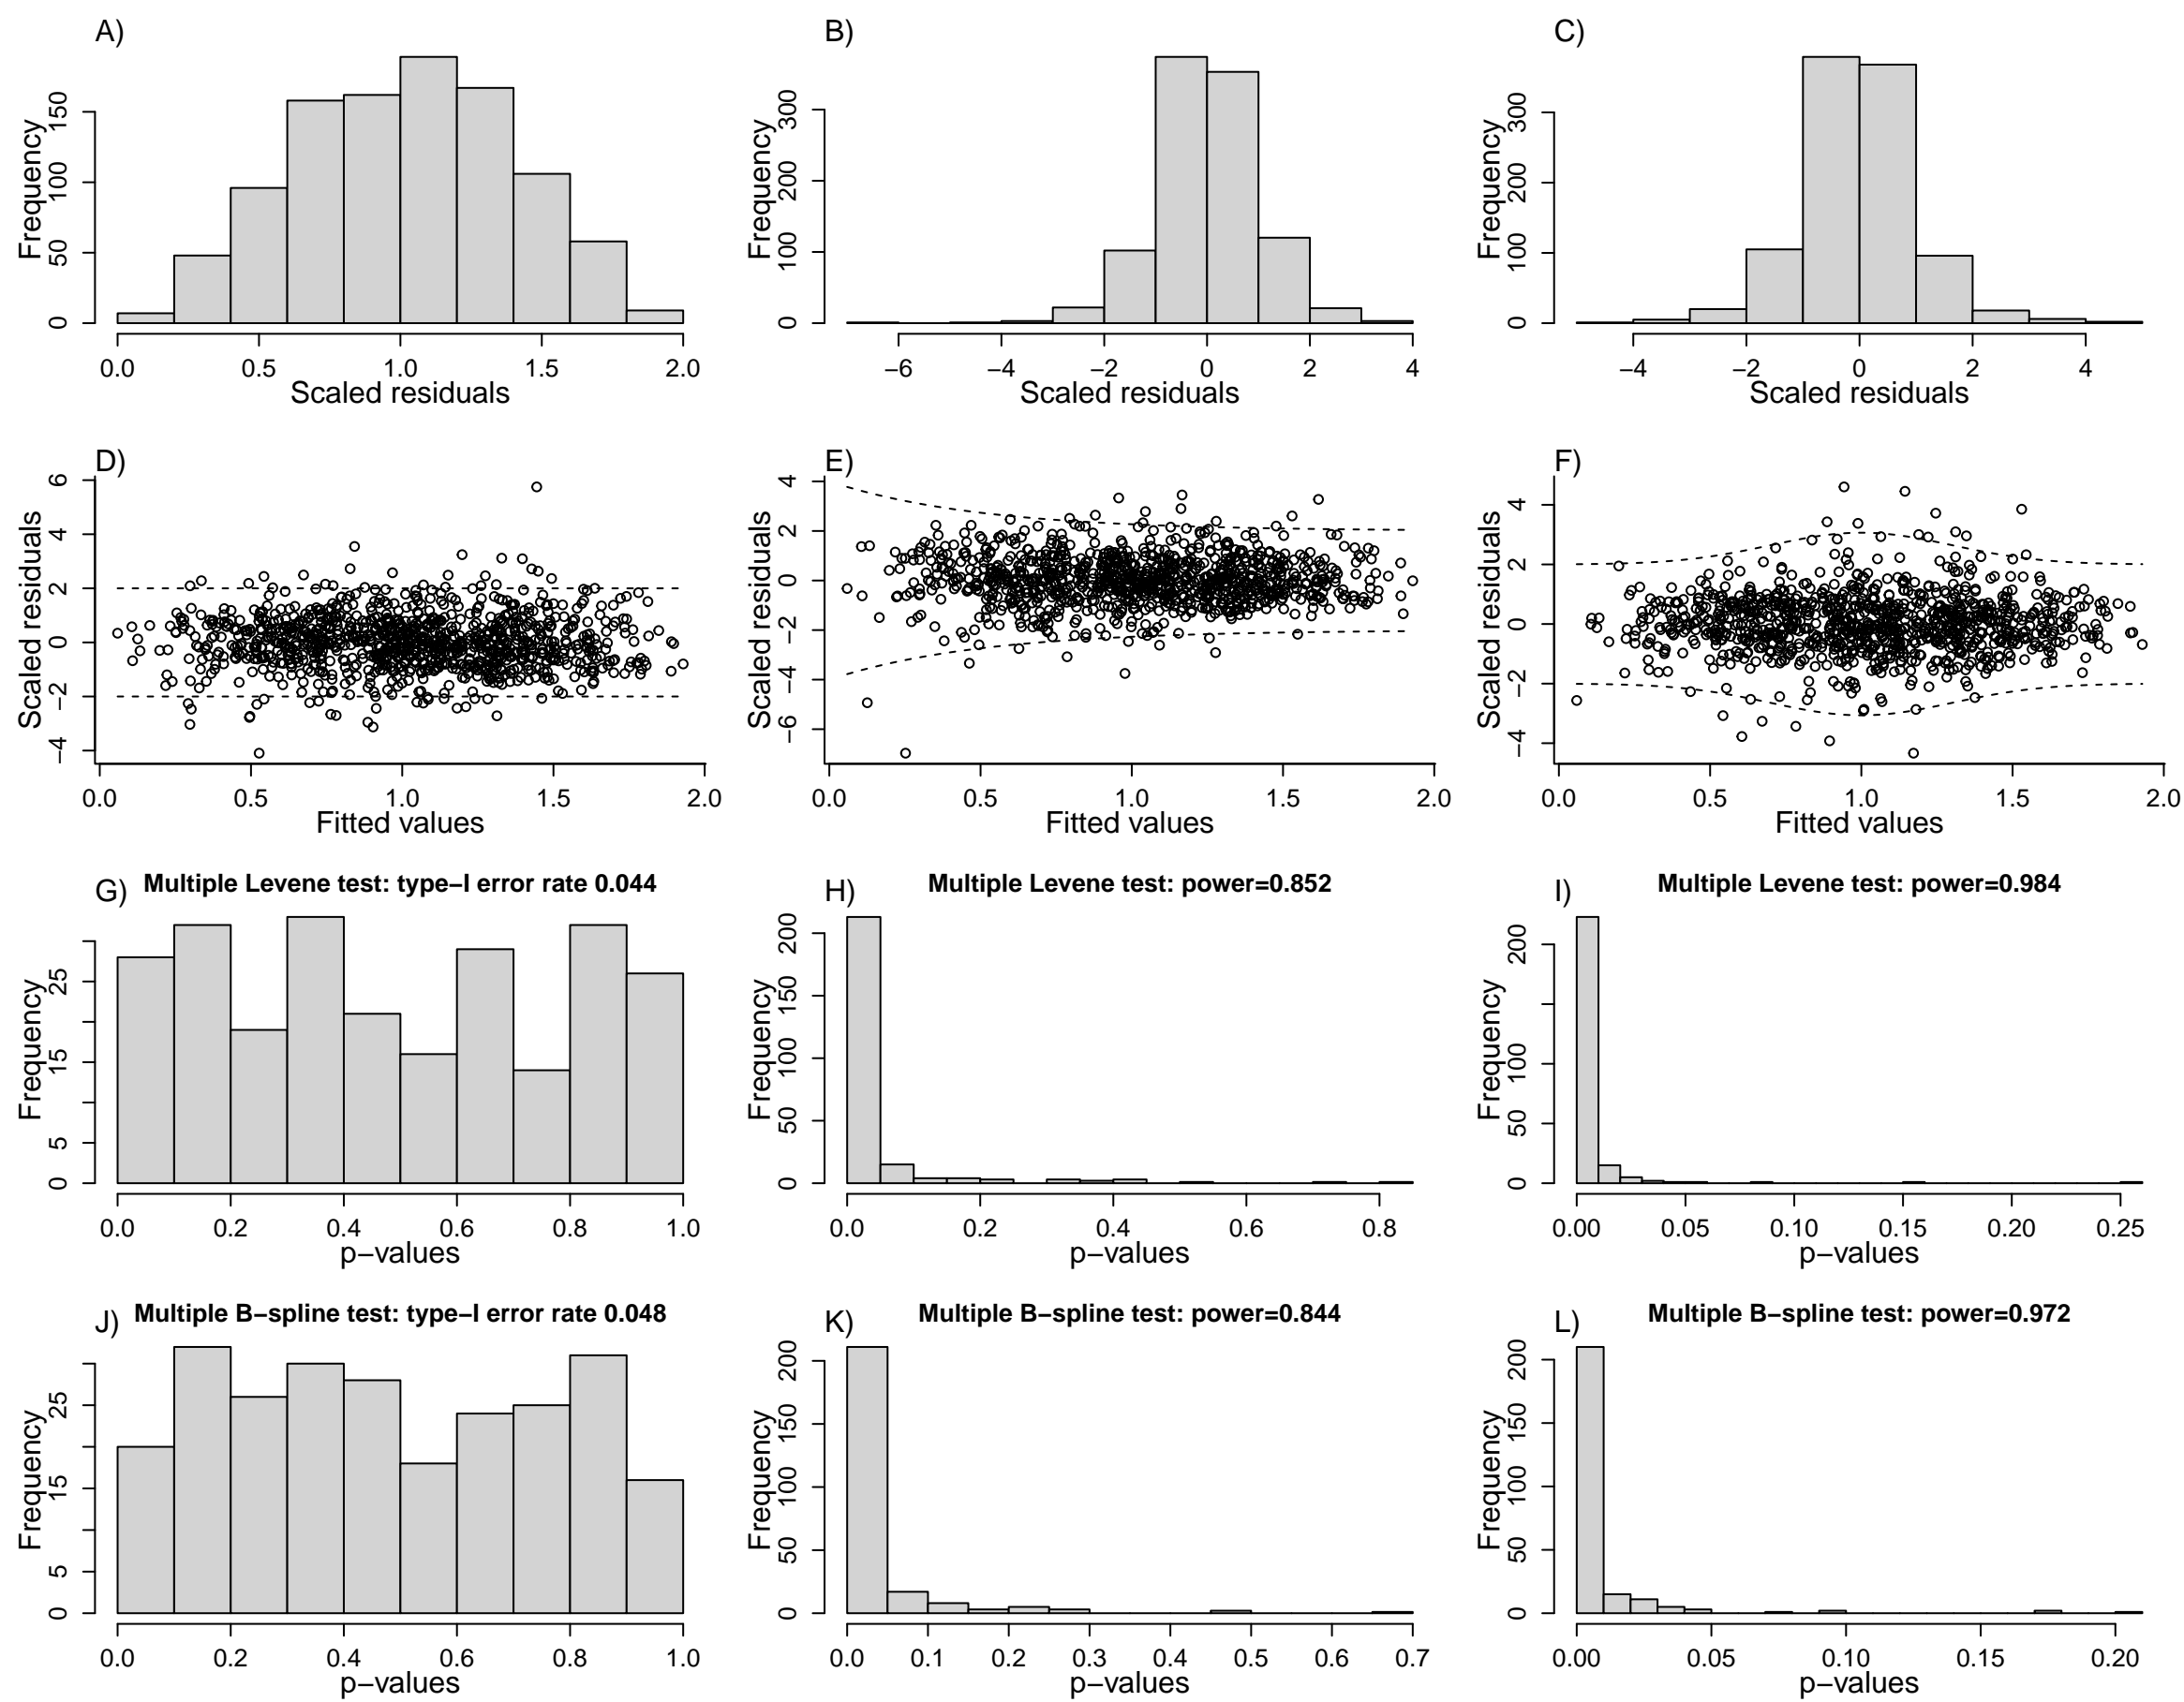 A)
Frequency
0 50 100 150
0.0 0.5 1.0 1.5 2.0
Scaled residuals
B)
Frequency
0 100 200 300
−6 −4 −2 0 2 4
Scaled residuals
C)
Frequency
0 100 200 300
−4 −2 0 2 4
Scaled residuals
D)
Scaled residuals
−4 −2 0 2 4 6
0.0 0.5 1.0 1.5 2.0
Fitted values
E)
Scaled residuals
−6 −4 −2 0 2 4
0.0 0.5 1.0 1.5 2.0
Fitted values
F)
Scaled residuals
−4 −2 0 2 4
0.0 0.5 1.0 1.5 2.0
Fitted values
G)
Multiple Levene test: type−I error rate 0.044
Frequency
0 5 15 25
0.0 0.2 0.4 0.6 0.8 1.0
p−values
H)
Multiple Levene test: power=0.852
Frequency
0 50 100 150 200
0.0 0.2 0.4 0.6 0.8
p−values
I)
Multiple Levene test: power=0.984
Frequency
0 50 100 200
0.00 0.05 0.10 0.15 0.20 0.25
p−values
J)
Multiple B−spline test: type−I error rate 0.048
Frequency
0 5 15 25
0.0 0.2 0.4 0.6 0.8 1.0
p−values
K)
Multiple B−spline test: power=0.844
Frequency
0 50 100 150 200
0.0 0.1 0.2 0.3 0.4 0.5 0.6 0.7
p−values
L)
Multiple B−spline test: power=0.972
Frequency
0 50 100 150 200
0.00 0.05 0.10 0.15 0.20
p−values